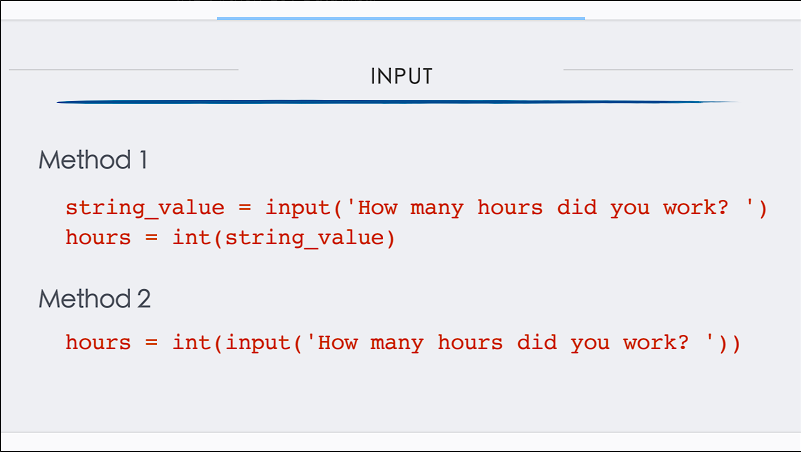 INPUT
Method 1
string_value = input('How many hours did you work? ')
hours = int(string_value)
Method 2
hours = int(input('How many hours did you work? '))